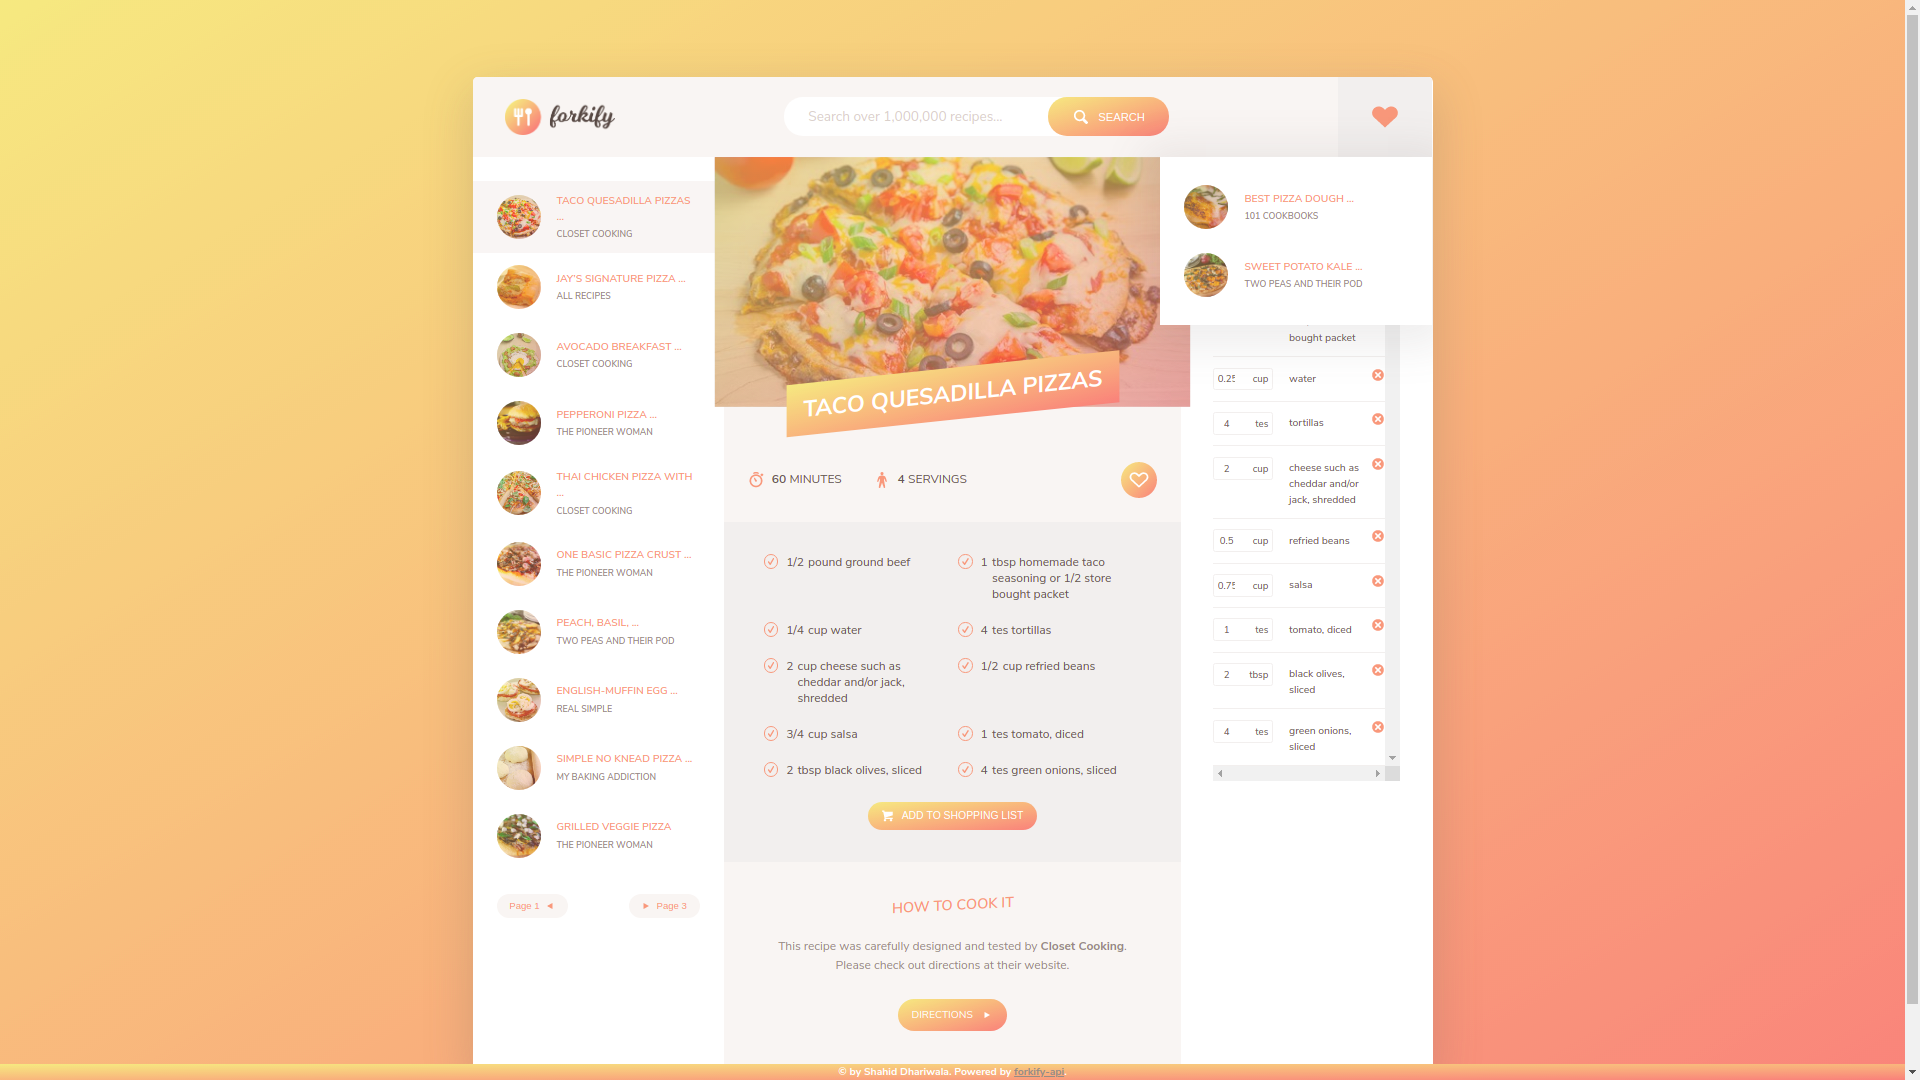 forkify
Search over 1,000,000 recipes...
SEARCH
TACO QUESADILLA PIZZAS
...
CLOSET COOKING
JAY'S SIGNATURE PIZZA ...
ALL RECIPES
AVOCADO BREAKFAST ...
CLOSET COOKING
PEPPERONI PIZZA ...
THE PIONEER WOMAN
THAI CHICKEN PIZZA WITH
...
CLOSET COOKING
ONE BASIC PIZZA CRUST ...
THE PIONEER WOMAN
PEACH, BASIL, ...
TWO PEAS AND THEIR POD
ENGLISH-MUFFIN EGG ...
REAL SIMPLE
SIMPLE NO KNEAD PIZZA ...
MY BAKING ADDICTION
GRILLED VEGGIE PIZZA
THE PIONEER WOMAN
Page 1
Page 3
TACO QUESADILLA PIZZAS
60 MINUTES
4 SERVINGS
1/2 pound ground beef
1 tbsp homemade taco
seasoning or 1/2 store
bought packet
1/4 cup water
4 tes tortillas
2 cup cheese such as
cheddar and/or jack,
shredded
1/2 cup refried beans
3/4 cup salsa
1 tes tomato, diced
2 tbsp black olives, sliced
4 tes green onions, sliced
ADD TO SHOPPING LIST
HOW TO COOK IT
This recipe was carefully designed and tested by Closet Cooking.
Please check out directions at their website.
DIRECTIONS
BEST PIZZA DOUGH ...
101 COOKBOOKS
SWEET POTATO KALE ...
TWO PEAS AND THEIR POD
bought packet
0.25 cup water
4 tes tortillas
2 cup cheese such as
cheddar and/or
jack, shredded
0.5 cup refried beans
0.75 cup salsa
1 tes tomato, diced
2 tbsp black olives,
sliced
4 tes green onions,
sliced
© by Shahid Dhariwala. Powered by forkify-api.